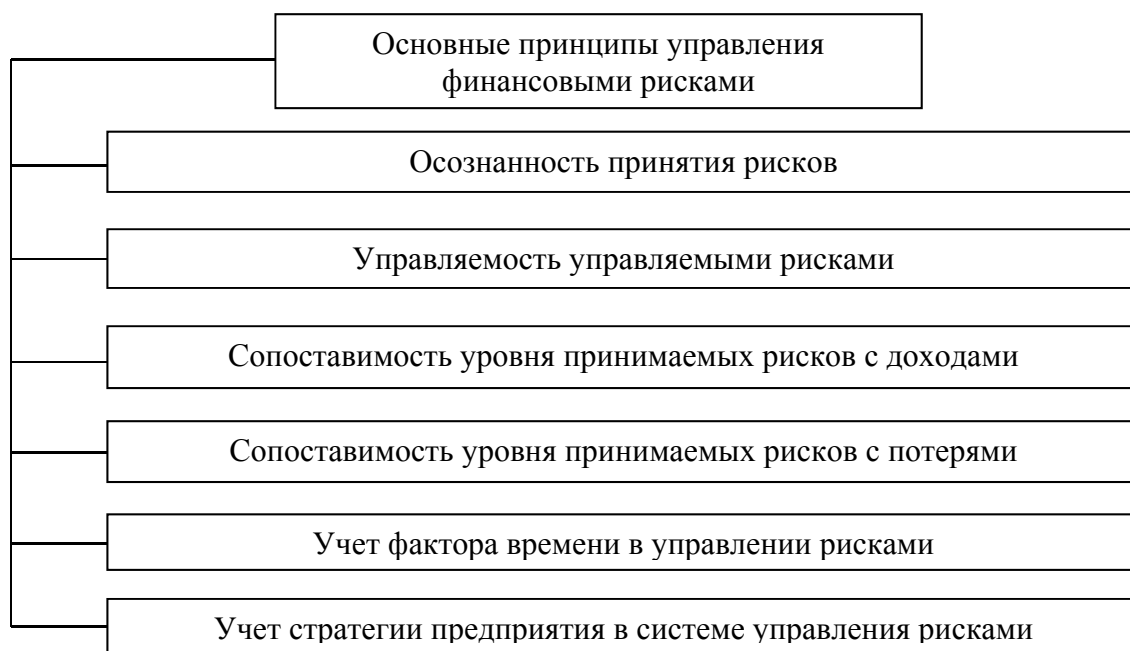 Основные принципы управления
финансовыми рисками
Осознанность принятия рисков
Управляемость управляемыми рисками
Сопоставимость уровня принимаемых рисков с доходами
Сопоставимость уровня принимаемых рисков с потерями
Учет фактора времени в управлении рисками
Учет стратегии предприятия в системе управления рисками